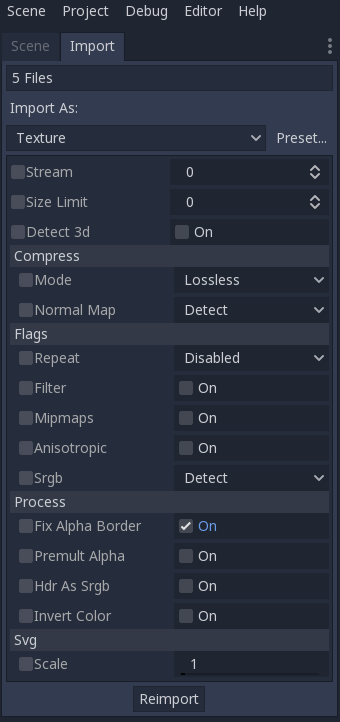 Scene Project Debug Editor Help
Scene Import
5 Files
Import As:
Texture Preset...
Stream 0
Size Limit 0
Detect 3d On
Compress
Mode Lossless
Normal Map Detect
Flags
Repeat Disabled
Filter On
Mipmaps On
Anisotropic On
Srgb Detect
Process
Fix Alpha Border On
Premult Alpha On
Hdr As Srgb On
Invert Color On
Svg
Scale 1
Reimport